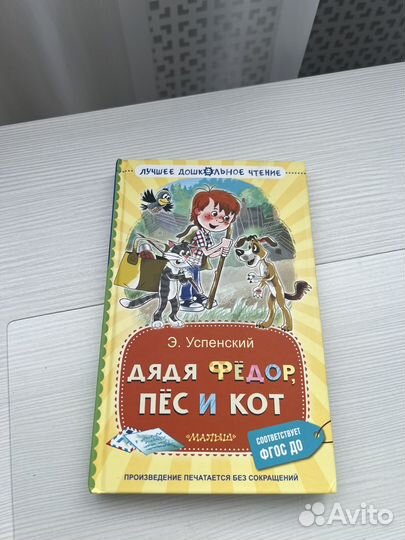 ЛУЧШЕЕ ДОШКОЛЬНОЕ ЧТЕНИЕ
Э. Успенский
ДЯДЯ ФЁДОР,
ПЁС И КОТ
«МАЛЫШ»
СООТВЕТСТВУЕТ
ФГОС ДО
ПРОИЗВЕДЕНИЕ ПЕЧАТАЕТСЯ БЕЗ СОКРАЩЕНИЙ
Avito